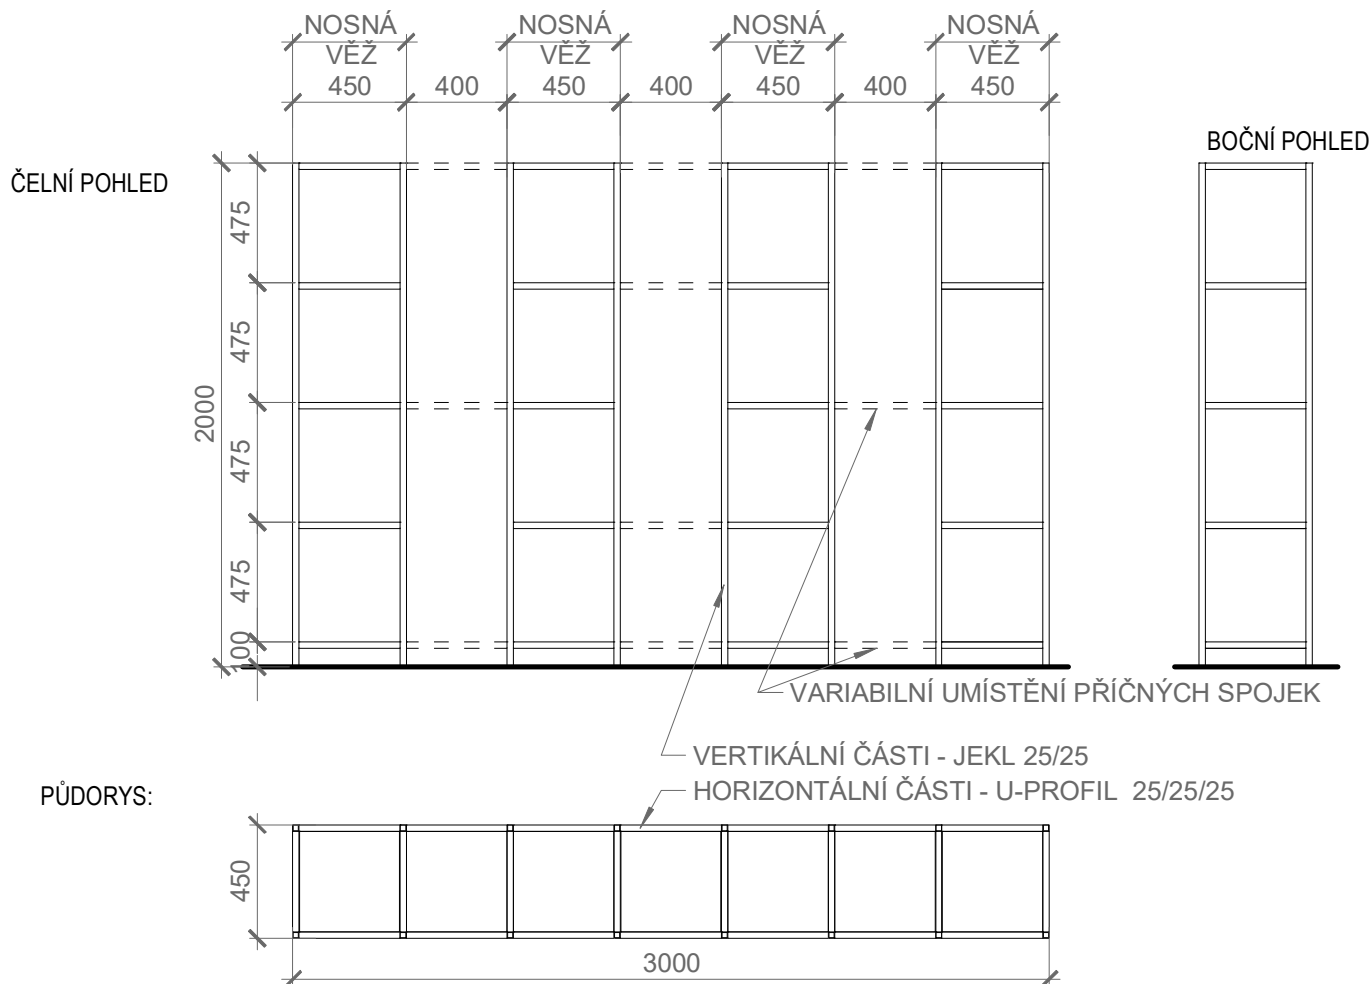 NOSNÁ
VĚŽ
NOSNÁ
VĚŽ
NOSNÁ
VĚŽ
NOSNÁ
VĚŽ
450
400
450
400
450
400
450
ČELNÍ POHLED
BOČNÍ POHLED
2000
475
475
475
475
100
VARIABILNÍ UMÍSTĚNÍ PŘÍČNÝCH SPOJEK
VERTIKÁLNÍ ČÁSTI - JEKL 25/25
HORIZONTÁLNÍ ČÁSTI - U-PROFIL 25/25/25
PŮDORYS:
450
3000